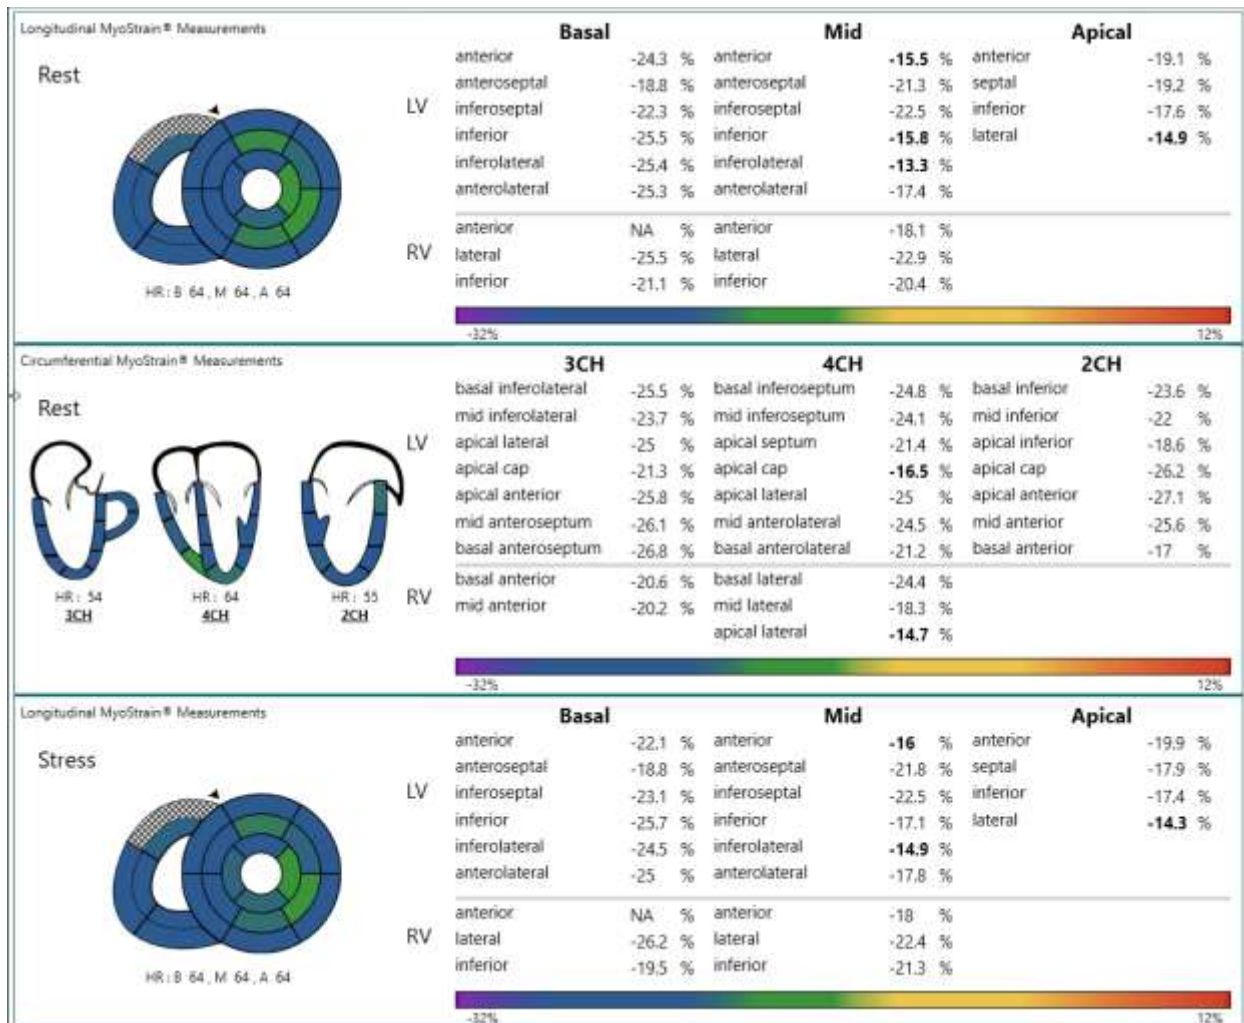 Longitudinal MyoStrain® Measurements
Basal Mid Apical
Rest
LV
anterior -24.3 % anterior -15.5 % anterior -19.1 %
anteroseptal -18.8 % anteroseptal -21.3 % septal -19.2 %
inferoseptal -22.3 % inferoseptal -22.5 % inferior -17.6 %
inferior -25.5 % inferior -15.8 % lateral -14.9 %
inferolateral -25.4 % inferolateral -13.3 %
anterolateral -25.3 % anterolateral -17.4 %
RV
anterior NA % anterior -18.1 %
lateral -25.5 % lateral -22.9 %
inferior -21.1 % inferior -20.4 %
HR: B 64, M 64, A 64
-32% 12%
Circumferential MyoStrain® Measurements
3CH 4CH 2CH
Rest
LV
basal inferolateral -25.5 % basal inferoseptum -24.8 % basal inferior -23.6 %
mid inferolateral -23.7 % mid inferoseptum -24.1 % mid inferior -22 %
apical lateral -25 % apical septum -21.4 % apical inferior -18.6 %
apical cap -21.3 % apical cap -16.5 % apical cap -26.2 %
apical anterior -25.8 % apical lateral -25 % apical anterior -27.1 %
mid anteroseptum -26.1 % mid anterolateral -24.5 % mid anterior -25.6 %
basal anteroseptum -26.8 % basal anterolateral -21.2 % basal anterior -17 %
RV
basal anterior -20.6 % basal lateral -24.4 %
mid anterior -20.2 % mid lateral -18.3 %
apical lateral -14.7 %
HR: 54 HR: 64 HR: 55
3CH 4CH 2CH
-32% 12%
Longitudinal MyoStrain® Measurements
Basal Mid Apical
Stress
LV
anterior -22.1 % anterior -16 % anterior -19.9 %
anteroseptal -18.8 % anteroseptal -21.8 % septal -17.9 %
inferoseptal -23.1 % inferoseptal -22.5 % inferior -17.4 %
inferior -25.7 % inferior -17.1 % lateral -14.3 %
inferolateral -24.5 % inferolateral -14.9 %
anterolateral -25 % anterolateral -17.8 %
RV
anterior NA % anterior -18 %
lateral -26.2 % lateral -22.4 %
inferior -19.5 % inferior -21.3 %
HR: B 64, M 64, A 64
-32% 12%